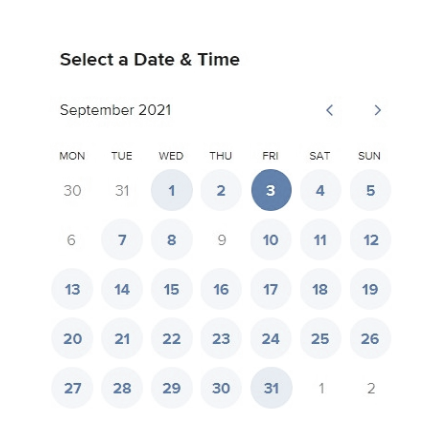 Select a Date & Time
September 2021
MON TUE WED THU FRI SAT SUN
30 31 1 2 3 4 5
6 7 8 9 10 11 12
13 14 15 16 17 18 19
20 21 22 23 24 25 26
27 28 29 30 31 1 2